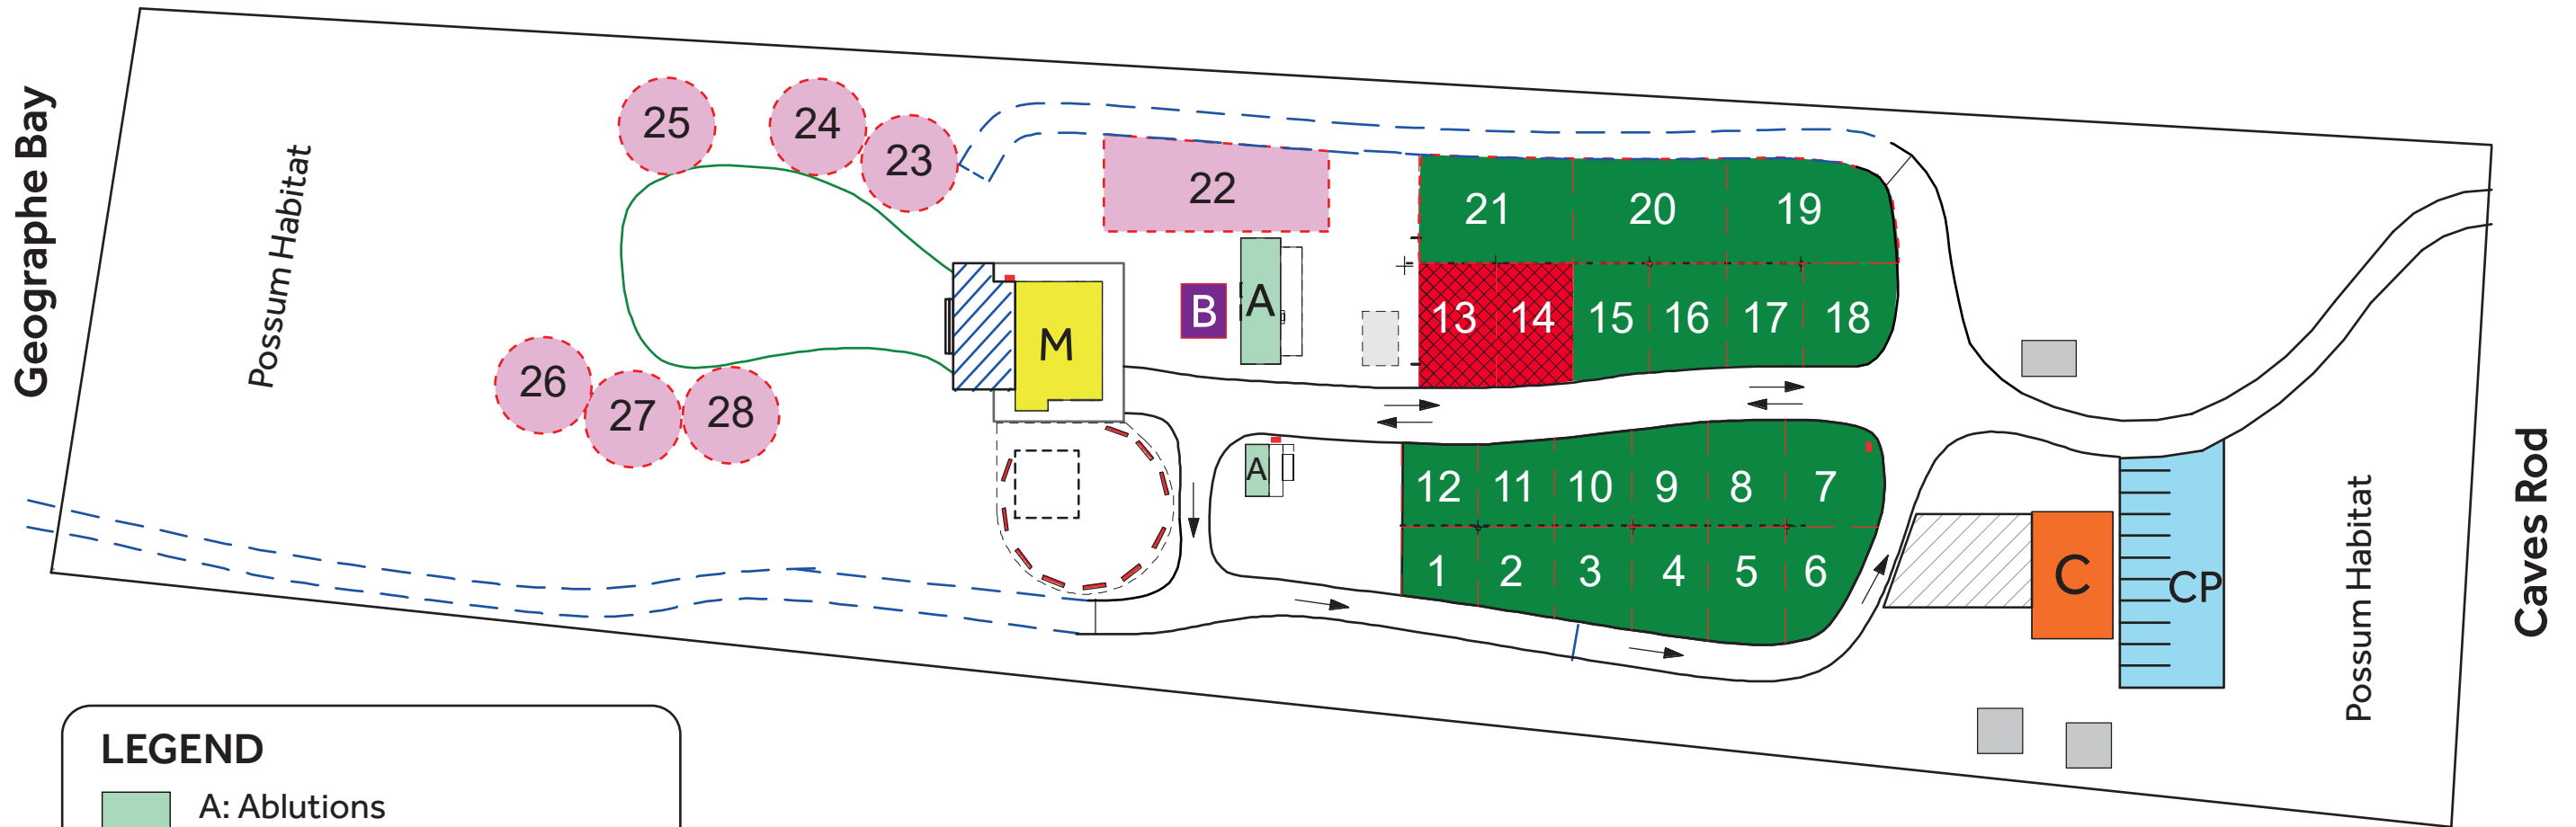 Geographe Bay
Possum Habitat
25
24
23
22
21
20
19
B
A
13
14
15
16
17
18
M
26
27
28
A
12
11
10
9
8
7
1
2
3
4
5
6
C
CP
Possum Habitat
Caves Rod
LEGEND
A: Ablutions